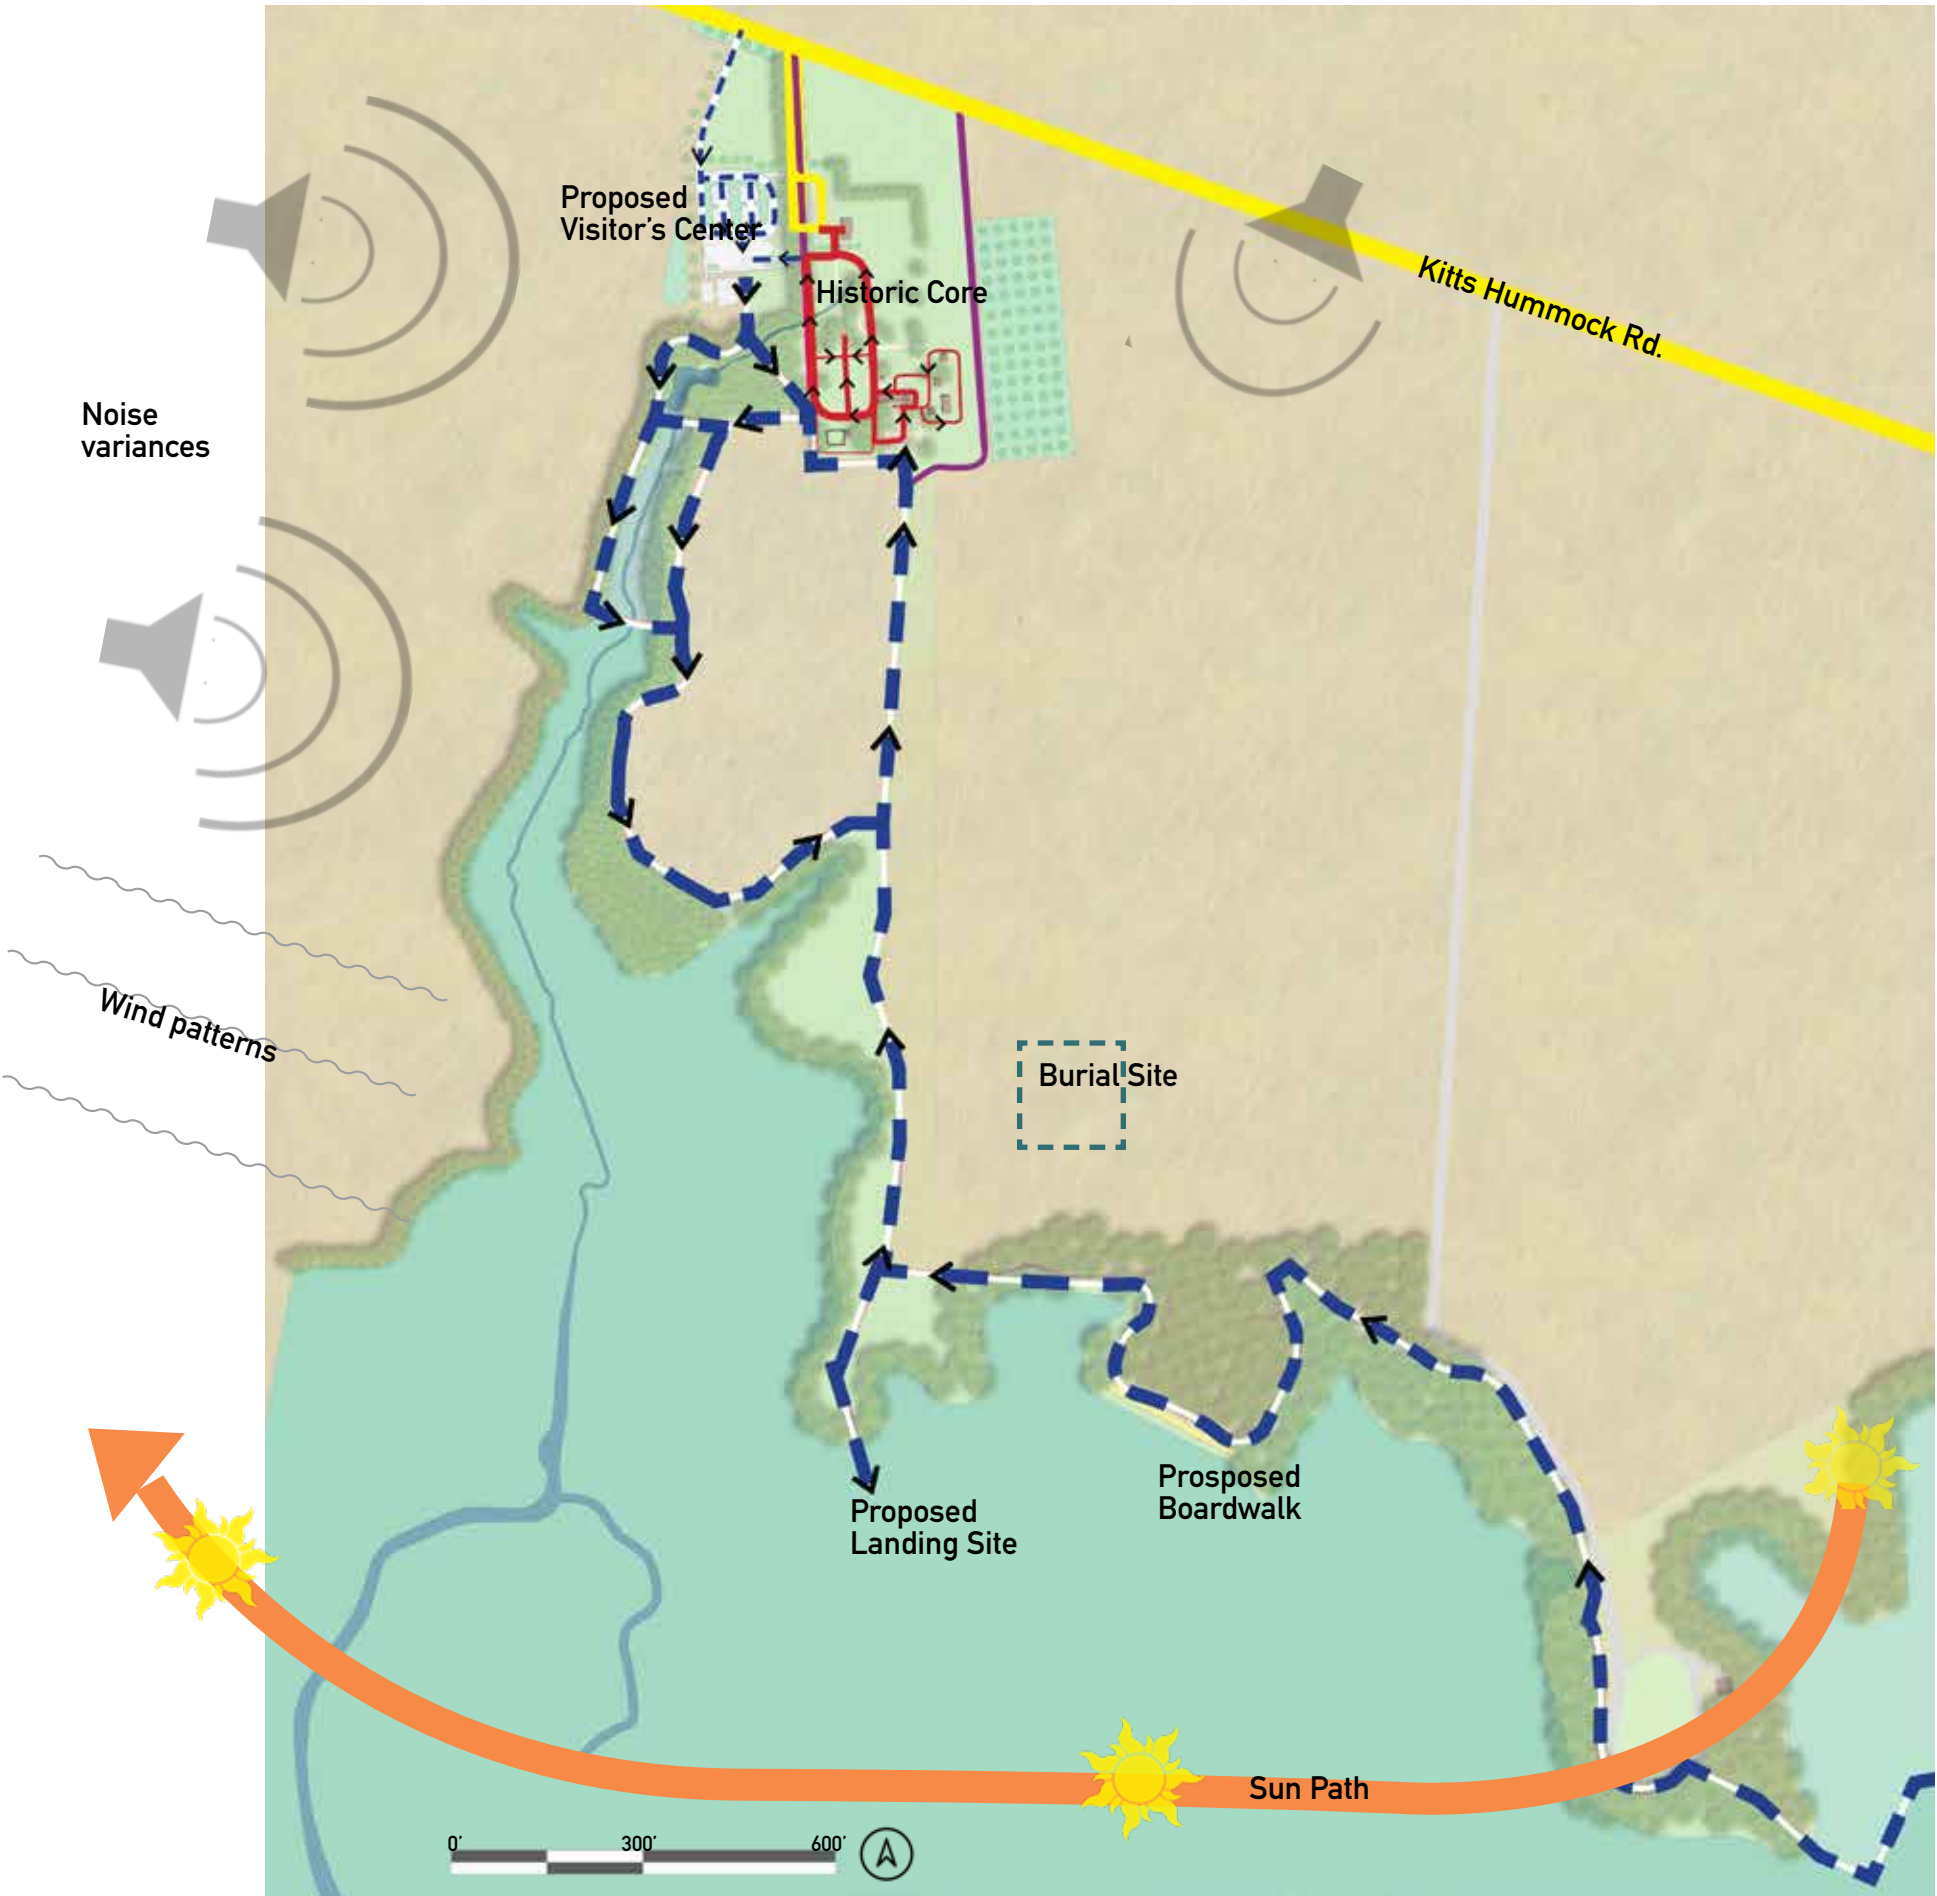 Proposed
Visitor's Center
Historic Core
Kitts Hummock Rd.
Noise
variances
Wind patterns
Burial Site
Prosposed
Boardwalk
Proposed
Landing Site
Sun Path
0' 300' 600'